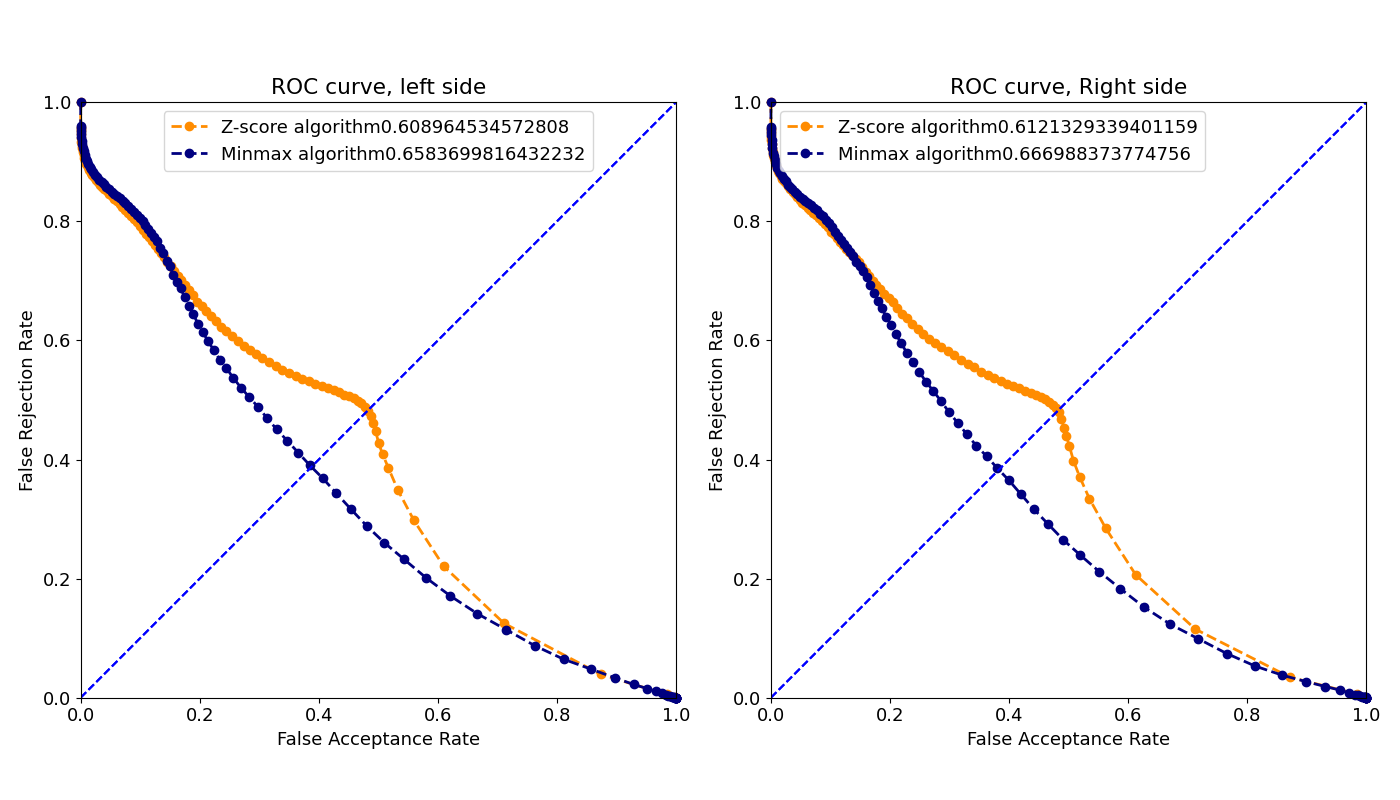 ROC curve, left side
1.0
0.8
0.6
0.4
0.2
0.0
False Rejection Rate
Z-score algorithm0.608964534572808
Minmax algorithm0.6583699816432232
0.0 0.2 0.4 0.6 0.8 1.0
False Acceptance Rate
ROC curve, Right side
1.0
0.8
0.6
0.4
0.2
0.0
False Rejection Rate
Z-score algorithm0.6121329339401159
Minmax algorithm0.666988373774756
0.0 0.2 0.4 0.6 0.8 1.0
False Acceptance Rate